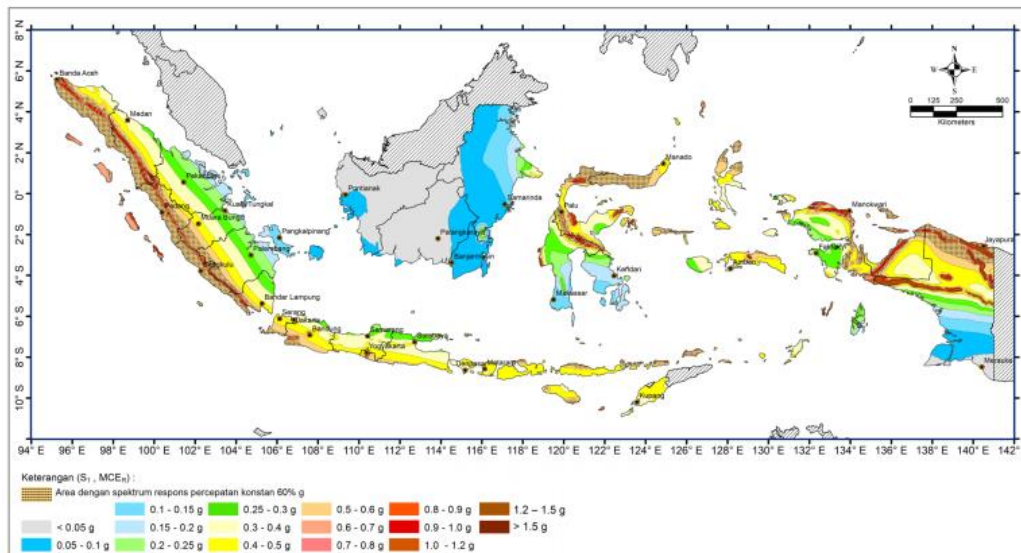 8° N
6° N
4° N
2° N
0°
2° S
4° S
6° S
8° S
10° S
Banda Aceh
Medan
Padang
Muara Bungo
Kuala Tungkal
Palembang
Pangkalpinang
Bandar Lampung
Serang
Jakarta
Bandung
Semarang
Yogyakarta
Surabaya
Denpasar
Mataram
Kupang
Pontianak
Palangkaraya
Samarinda
Palu
Manado
Makassar
Kendari
Ambon
Manokwari
Jayapura
Merauke
N
W E
S
0 125 250 500
Kilometers
94° E 96° E 98° E 100° E 102° E 104° E 106° E 108° E 110° E 112° E 114° E 116° E 118° E 120° E 122° E 124° E 126° E 128° E 130° E 132° E 134° E 136° E 138° E 140° E 142° E
Keterangan (S₁ , MCEᵣ) :
Area dengan spektrum respons percepatan konstan 60% g
0.1 - 0.15 g 0.25 - 0.3 g 0.5 - 0.6 g 0.8 - 0.9 g 1.2 – 1.5 g
< 0.05 g 0.15 - 0.2 g 0.3 - 0.4 g 0.6 - 0.7 g 0.9 - 1.0 g > 1.5 g
0.05 - 0.1 g 0.2 - 0.25 g 0.4 - 0.5 g 0.7 - 0.8 g 1.0 - 1.2 g